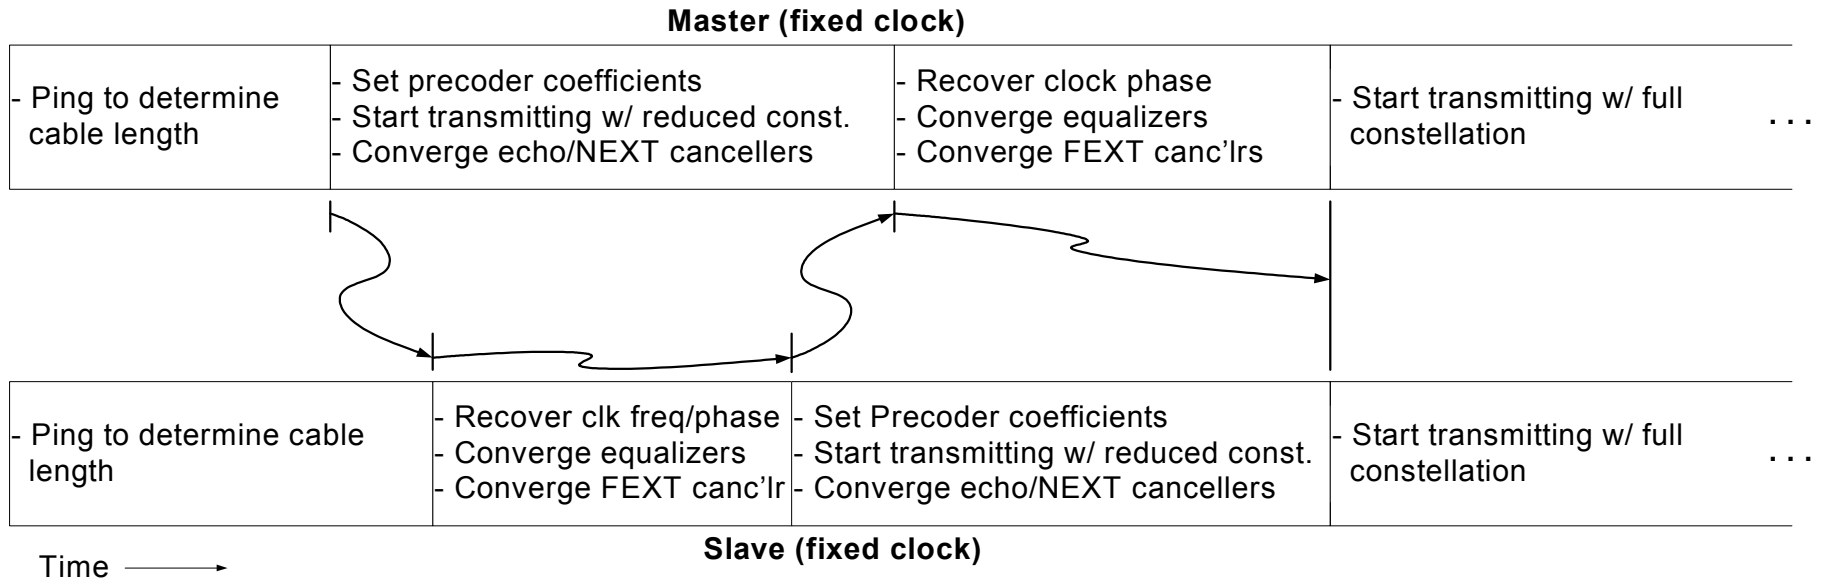 Master (fixed clock)
- Ping to determine
cable length
- Set precoder coefficients
- Start transmitting w/ reduced const.
- Converge echo/NEXT cancellers
- Recover clock phase
- Converge equalizers
- Converge FEXT canc'lrs
- Start transmitting w/ full
constellation
. . .
- Ping to determine cable
length
- Recover clk freq/phase
- Converge equalizers
- Converge FEXT canc'lr
- Set Precoder coefficients
- Start transmitting w/ reduced const.
- Converge echo/NEXT cancellers
- Start transmitting w/ full
constellation
. . .
Slave (fixed clock)
Time